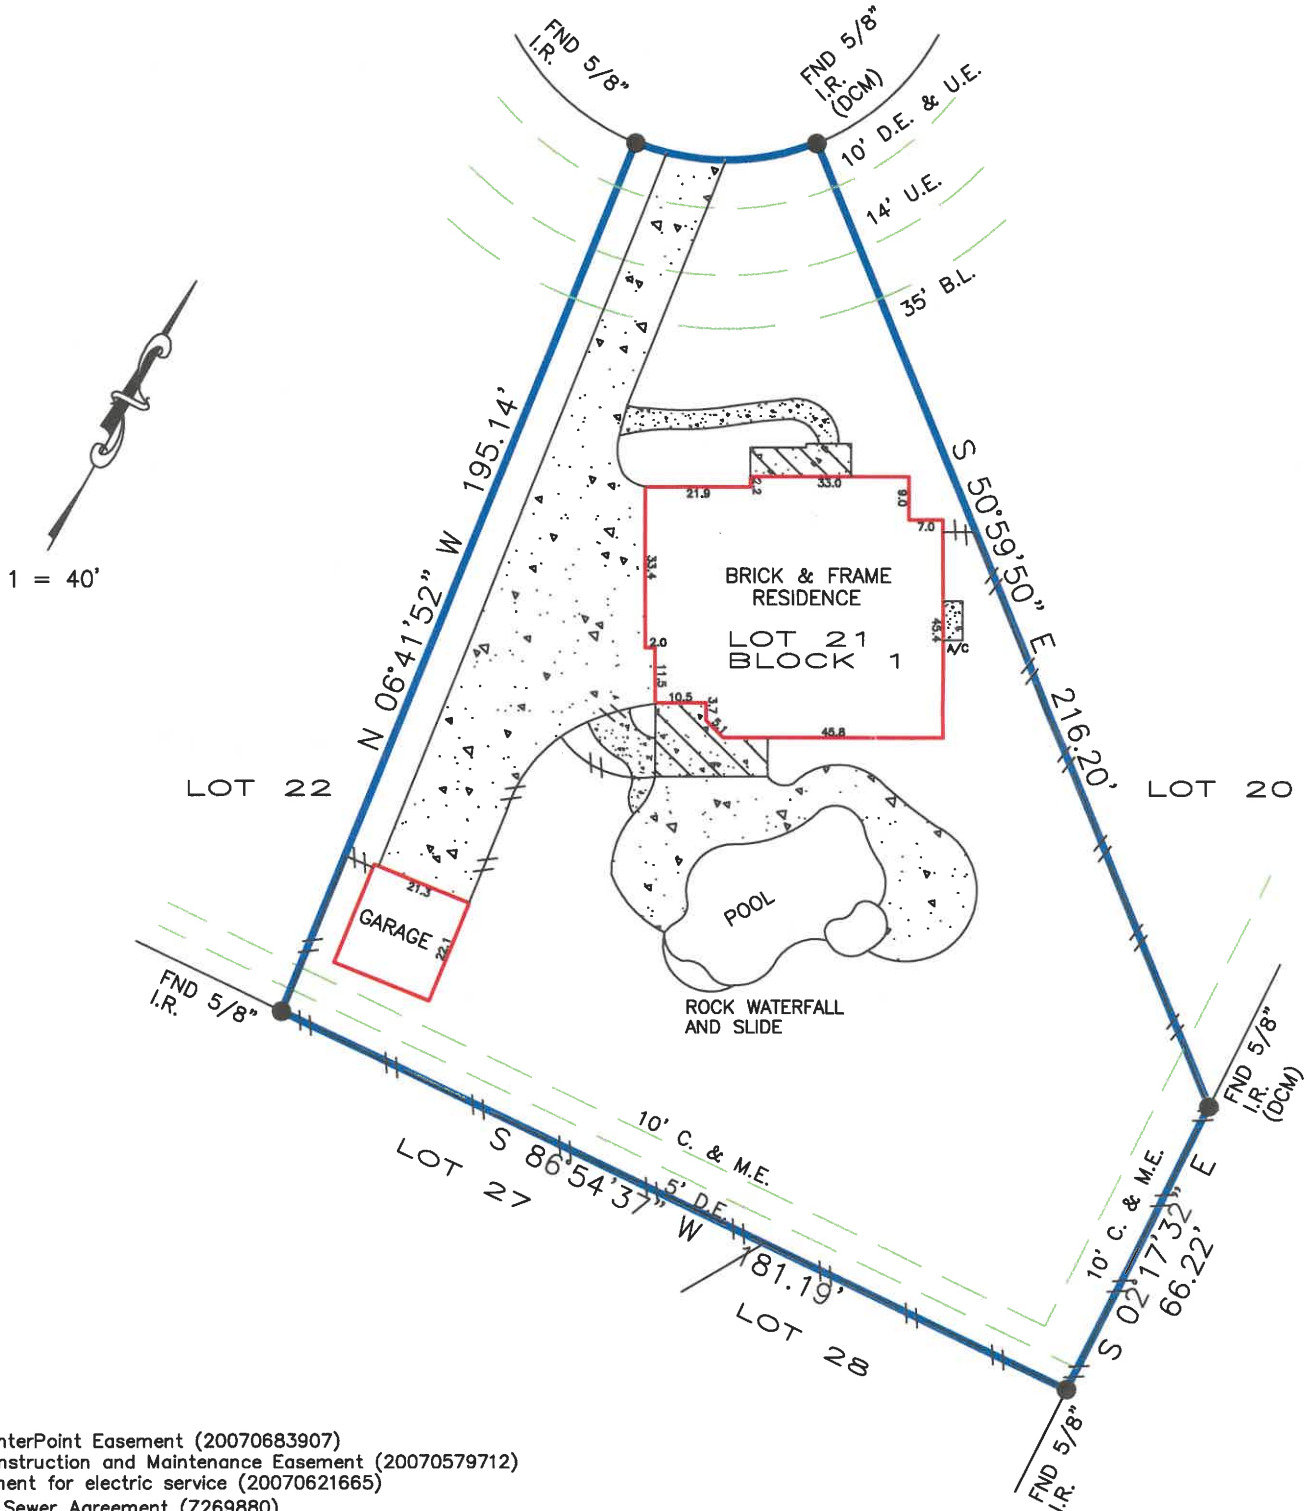 FND 5/8"
I.R.
FND 5/8"
I.R.
(DCM)
10' D.E. & U.E.
14' U.E.
35' B.L.
1 = 40'
N 06°41'52" W 195.14'
S 50°59'50" E 216.20'
21.9
2.2
33.0
9.0
7.0
33.4
BRICK & FRAME
RESIDENCE
LOT 21
BLOCK 1
45.4
A/C
2.0
11.5
10.5
3.7
5.1
45.8
LOT 22
LOT 20
21.3
GARAGE
22.1
POOL
ROCK WATERFALL
AND SLIDE
FND 5/8"
I.R.
FND 5/8"
I.R.
(DCM)
10' C. & M.E.
5' D.E.
S 86°54'37" W 181.19'
LOT 27
LOT 28
10' C. & M.E.
S 02°17'32" E
66.22'
FND 5/8"
I.R.
nterPoint Easement (20070683907)
nstruction and Maintenance Easement (20070579712)
ment for electric service (20070621665)
Sewer Agreement (Z269880)